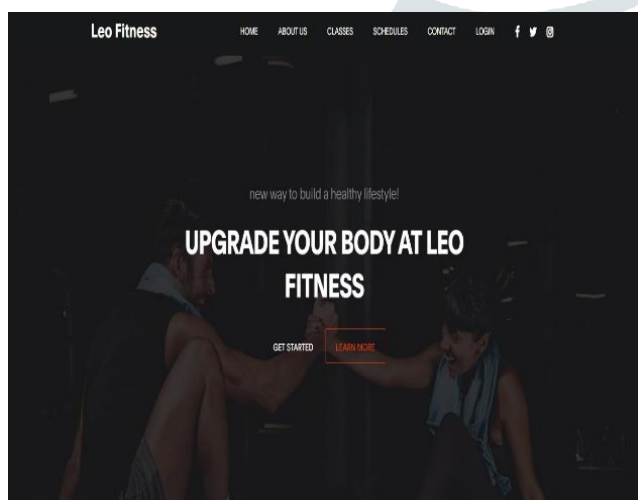 Leo Fitness HOME ABOUT US CLASSES SCHEDULES CONTACT LOGIN
new way to build a healthy lifestyle!
UPGRADE YOUR BODY AT LEO
FITNESS
GET STARTED LEARN MORE